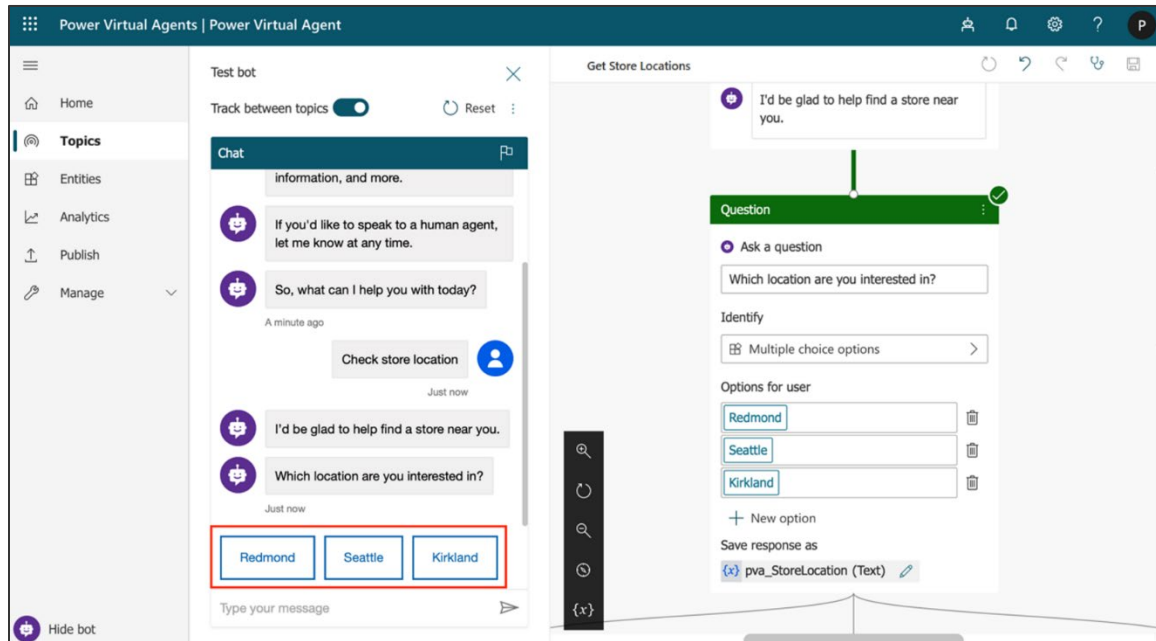 Power Virtual Agents | Power Virtual Agent
?
P
Home
Topics
Entities
Analytics
Publish
Manage
Hide bot
Test bot
Track between topics
Reset
Chat
information, and more.
If you'd like to speak to a human agent,
let me know at any time.
So, what can I help you with today?
A minute ago
Check store location
Just now
I'd be glad to help find a store near you.
Which location are you interested in?
Just now
Redmond
Seattle
Kirkland
Type your message
Get Store Locations
I'd be glad to help find a store near
you.
Question
Ask a question
Which location are you interested in?
Identify
Multiple choice options
Options for user
Redmond
Seattle
Kirkland
New option
Save response as
{x} pva_StoreLocation (Text)
{x}